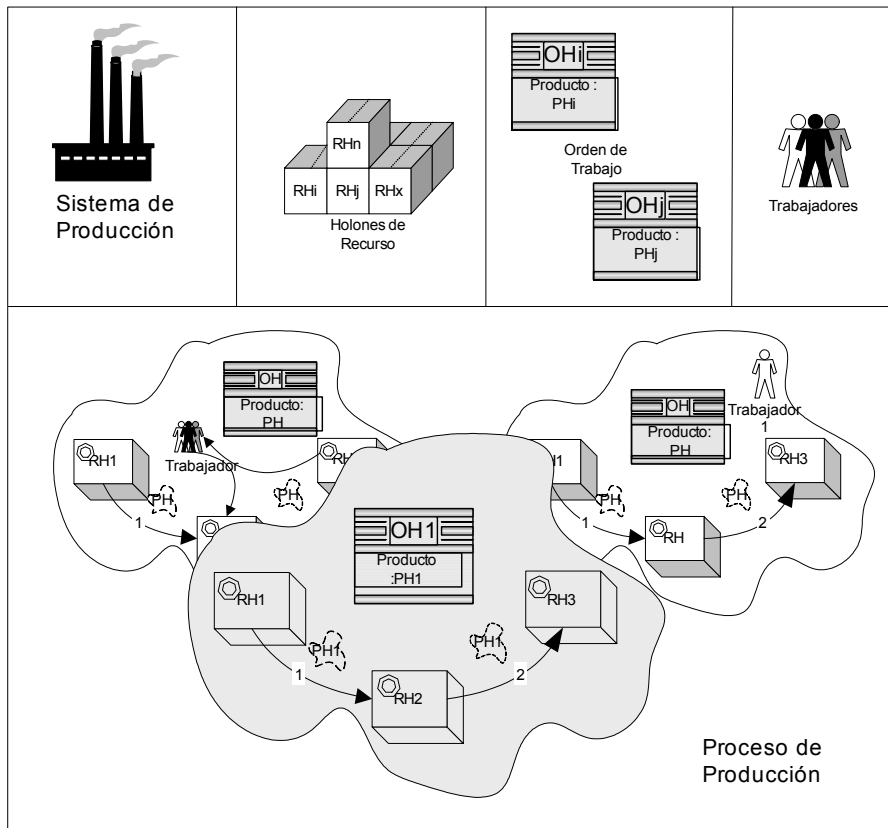 Sistema de
Producción
RHn
RHi
RHj
RHx
Holones de
Recurso
OHi
Producto :
PHi
Orden de
Trabajo
OHj
Producto :
PHj
Trabajadores
OH
Producto:
PH
RH1
Trabajador
PH
PH
1
OH
Producto:
PH
Trabajador
1
RH3
PH
PH
1
RH
2
OH1
Producto
:PH1
RH1
RH3
PH1
PH1
1
RH2
2
Proceso de
Producción